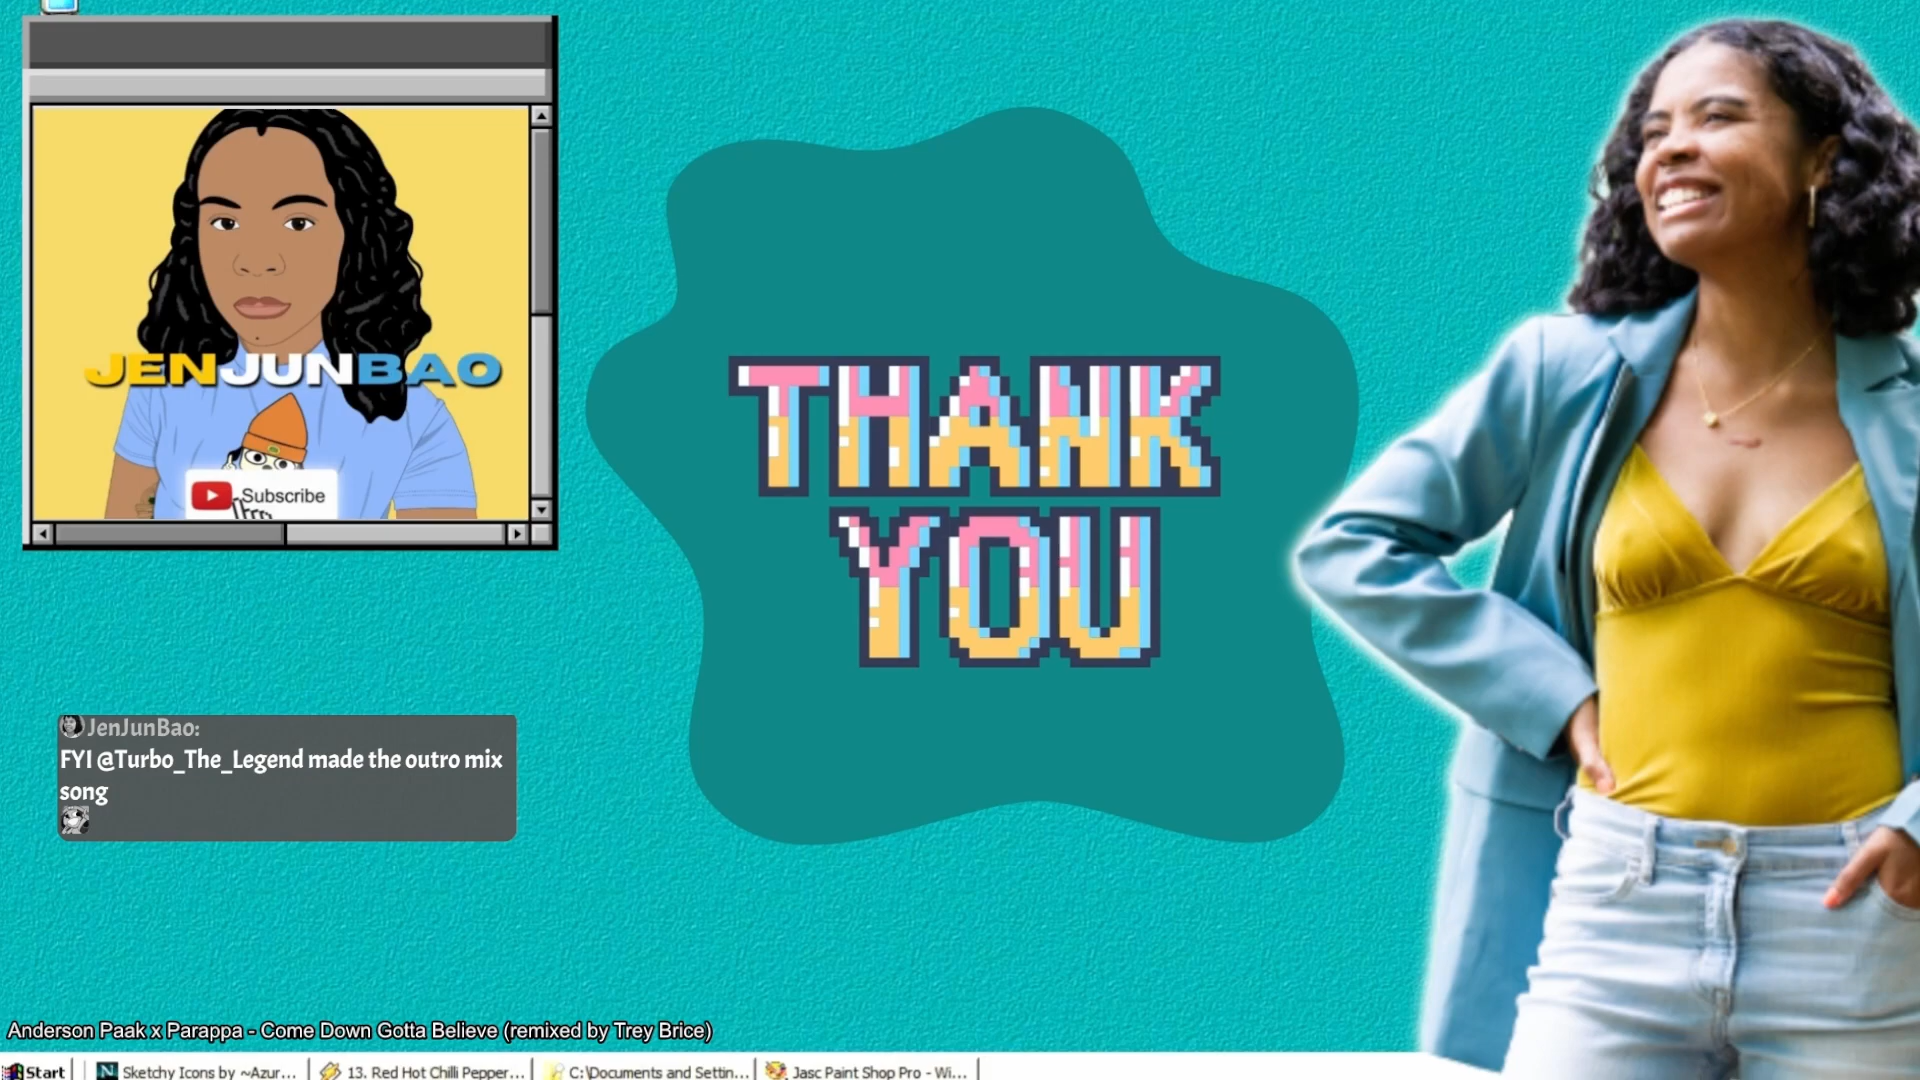 JENJUNBAO
Subscribe
THANK
YOU
JenJunBao:
FYI @Turbo_The_Legend made the outro mix
song
Anderson Paak x Parappa - Come Down Gotta Believe (remixed by Trey Brice)
Start
Sketchy Icons by ~Azur...
13. Red Hot Chilli Pepper...
C:\Documents and Settin...
Jasc Paint Shop Pro - Wi...